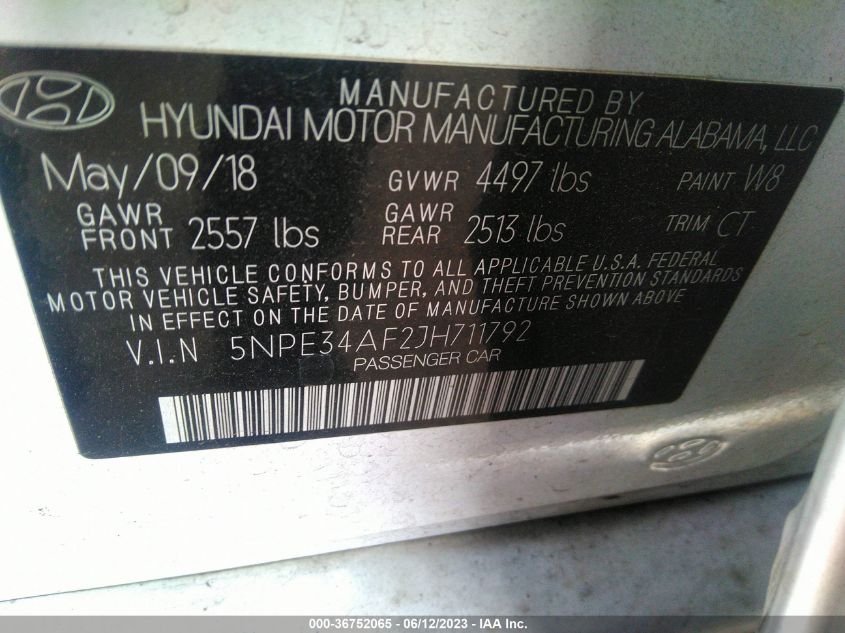 MANUFACTURED BY
HYUNDAI MOTOR MANUFACTURING ALABAMA, LLC
May/09/18 GVWR 4497 lbs PAINT W8
GAWR FRONT 2557 lbs GAWR REAR 2513 lbs TRIM CT
THIS VEHICLE CONFORMS TO ALL APPLICABLE U.S.A. FEDERAL
MOTOR VEHICLE SAFETY, BUMPER, AND THEFT PREVENTION STANDARDS
IN EFFECT ON THE DATE OF MANUFACTURE SHOWN ABOVE
V.I.N 5NPE34AF2JH711792
PASSENGER CAR
000-36752065 - 06/12/2023 - IAA Inc.